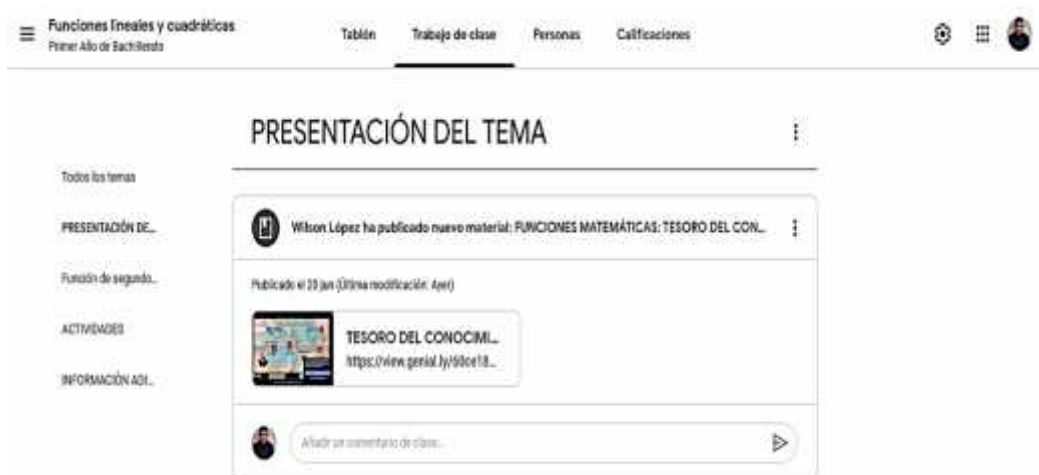 Funciones lineales y cuadráticas
Primer Año de Bachillerato
Tablón
Trabajo de clase
Personas
Calificaciones
PRESENTACIÓN DEL TEMA
Todos los temas
PRESENTACIÓN DE...
Función de segundo...
ACTIVIDADES
INFORMACIÓN ADI...
Wilson López ha publicado nuevo material: FUNCIONES MATEMÁTICAS: TESORO DEL CON...
Publicado el 20 jun (Última modificación: Ayer)
TESORO DEL CONOCIMI...
https://view.genial.ly/60ce18...
Añadir un comentario de clase...